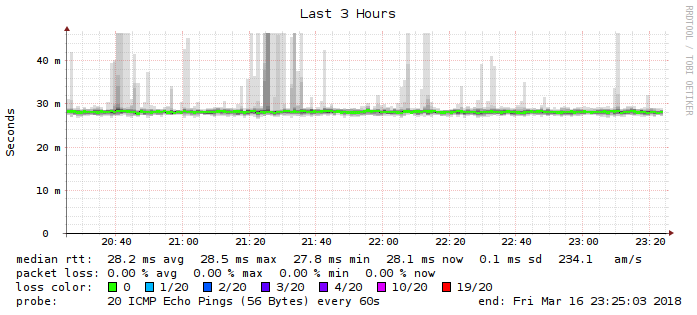 Last 3 Hours
RRDTOOL / TOBI OETIKER
Seconds
40 m
30 m
20 m
10 m
0
20:40 21:00 21:20 21:40 22:00 22:20 22:40 23:00 23:20
median rtt: 28.2 ms avg 28.5 ms max 27.8 ms min 28.1 ms now 0.1 ms sd 234.1 am/s
packet loss: 0.00 % avg 0.00 % max 0.00 % min 0.00 % now
loss color: 0 1/20 2/20 3/20 4/20 10/20 19/20
probe: 20 ICMP Echo Pings (56 Bytes) every 60s end: Fri Mar 16 23:25:03 2018